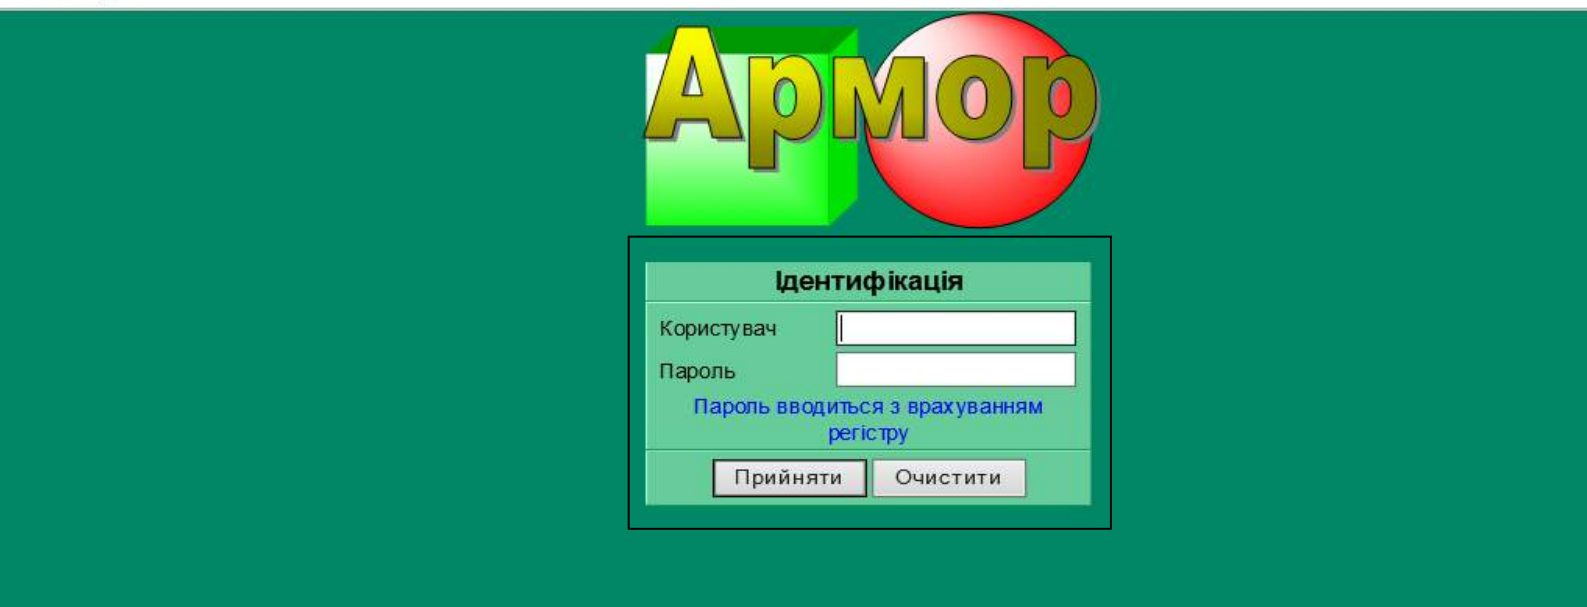 Армор
Ідентифікація
Користувач
Пароль
Пароль вводиться з врахуванням
регістру
Прийняти Очистити